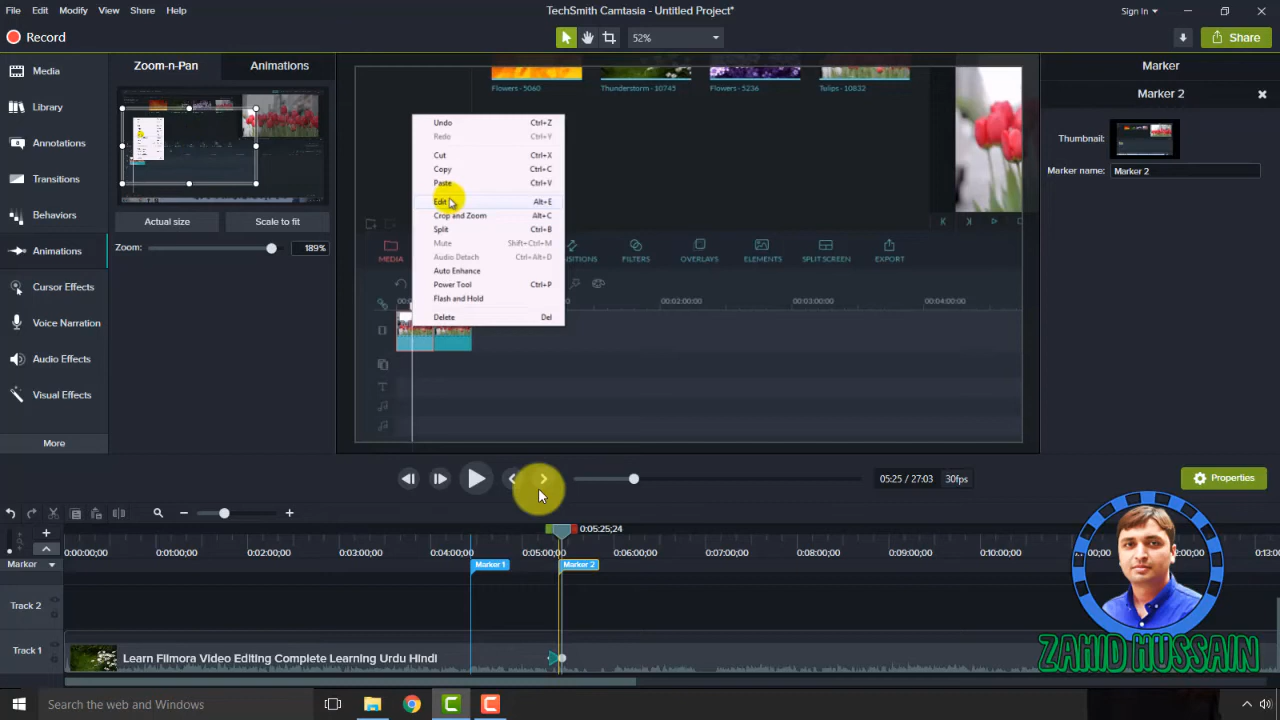 File Edit Modify View Share Help
TechSmith Camtasia - Untitled Project*
Sign In
Record
52%
Share
Media
Library
Annotations
Transitions
Behaviors
Animations
Cursor Effects
Voice Narration
Audio Effects
Visual Effects
More
Zoom-n-Pan
Animations
Actual size
Scale to fit
Zoom:
189%
Flowers - 5060
Thunderstorm - 10745
Flowers - 5236
Tulips - 10832
Undo Ctrl+Z
Redo Ctrl+Y
Cut Ctrl+X
Copy Ctrl+C
Paste Ctrl+V
Edit Alt+E
Crop and Zoom Alt+C
Split Ctrl+B
Mute Shift+Ctrl+M
Audio Detach Ctrl+Alt+D
Auto Enhance
Power Tool Ctrl+P
Flash and Hold
Delete Del
MEDIA
SITIONS
FILTERS
OVERLAYS
ELEMENTS
SPLIT SCREEN
EXPORT
00:0
00:02:00:00
00:03:00:00
00:04:00:00
Marker
Marker 2
Thumbnail:
Marker name: Marker 2
05:25 / 27:03
30fps
Properties
0:05:25;24
0:00:00;00
0:01:00;00
0:02:00;00
0:03:00;00
0:04:00;00
0:05:00;00
0:06:00;00
0:07:00;00
0:08:00;00
0:09:00;00
0:10:00;00
00;00
0:12:00
Marker
Marker 1
Marker 2
Track 2
Track 1
Learn Filmora Video Editing Complete Learning Urdu Hindi
ZAHID HUSSAIN
Search the web and Windows